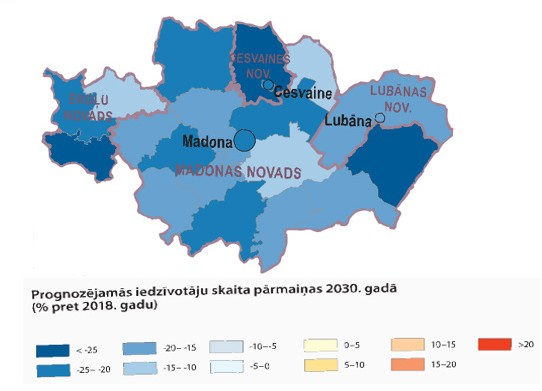 CESVAINES
NOV.
Cesvaine
ĒRGĻU
NOVADS
LUBĀNAS
NOV.
Lubāna
Madona
MADONAS NOVADS
Prognozējamās iedzīvotāju skaita pārmaiņas 2030. gadā
(% pret 2018. gadu)
< -25 -20– -15 -10–-5 0–5 10–15 >20
-25– -20 -15– -10 -5–0 5–10 15–20